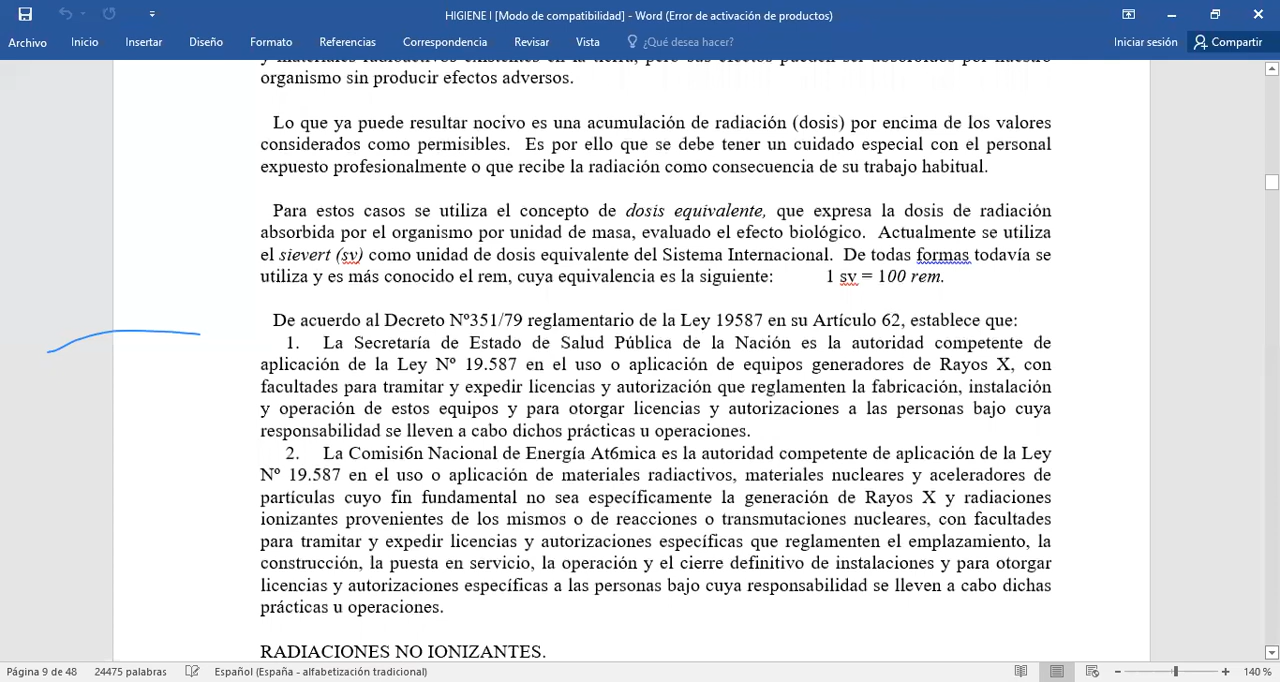 HIGIENE I [Modo de compatibilidad] - Word (Error de activación de productos)
Archivo Inicio Insertar Diseño Formato Referencias Correspondencia Revisar Vista ¿Qué desea hacer? Iniciar sesión Compartir
y materiales radioactivos existentes en la tierra, pero sus efectos pueden ser absorbidos por nuestro
organismo sin producir efectos adversos.
Lo que ya puede resultar nocivo es una acumulación de radiación (dosis) por encima de los valores
considerados como permisibles. Es por ello que se debe tener un cuidado especial con el personal
expuesto profesionalmente o que recibe la radiación como consecuencia de su trabajo habitual.
Para estos casos se utiliza el concepto de dosis equivalente, que expresa la dosis de radiación
absorbida por el organismo por unidad de masa, evaluado el efecto biológico. Actualmente se utiliza
el sievert (sv) como unidad de dosis equivalente del Sistema Internacional. De todas formas todavía se
utiliza y es más conocido el rem, cuya equivalencia es la siguiente: 1 sv = 100 rem.
De acuerdo al Decreto Nº351/79 reglamentario de la Ley 19587 en su Artículo 62, establece que:
1. La Secretaría de Estado de Salud Pública de la Nación es la autoridad competente de
aplicación de la Ley Nº 19.587 en el uso o aplicación de equipos generadores de Rayos X, con
facultades para tramitar y expedir licencias y autorización que reglamenten la fabricación, instalación
y operación de estos equipos y para otorgar licencias y autorizaciones a las personas bajo cuya
responsabilidad se lleven a cabo dichos prácticas u operaciones.
2. La Comisi6n Nacional de Energía At6mica es la autoridad competente de aplicación de la Ley
Nº 19.587 en el uso o aplicación de materiales radiactivos, materiales nucleares y aceleradores de
partículas cuyo fin fundamental no sea específicamente la generación de Rayos X y radiaciones
ionizantes provenientes de los mismos o de reacciones o transmutaciones nucleares, con facultades
para tramitar y expedir licencias y autorizaciones específicas que reglamenten el emplazamiento, la
construcción, la puesta en servicio, la operación y el cierre definitivo de instalaciones y para otorgar
licencias y autorizaciones específicas a las personas bajo cuya responsabilidad se lleven a cabo dichas
prácticas u operaciones.
RADIACIONES NO IONIZANTES.
Página 9 de 48 24475 palabras Español (España - alfabetización tradicional) 140 %